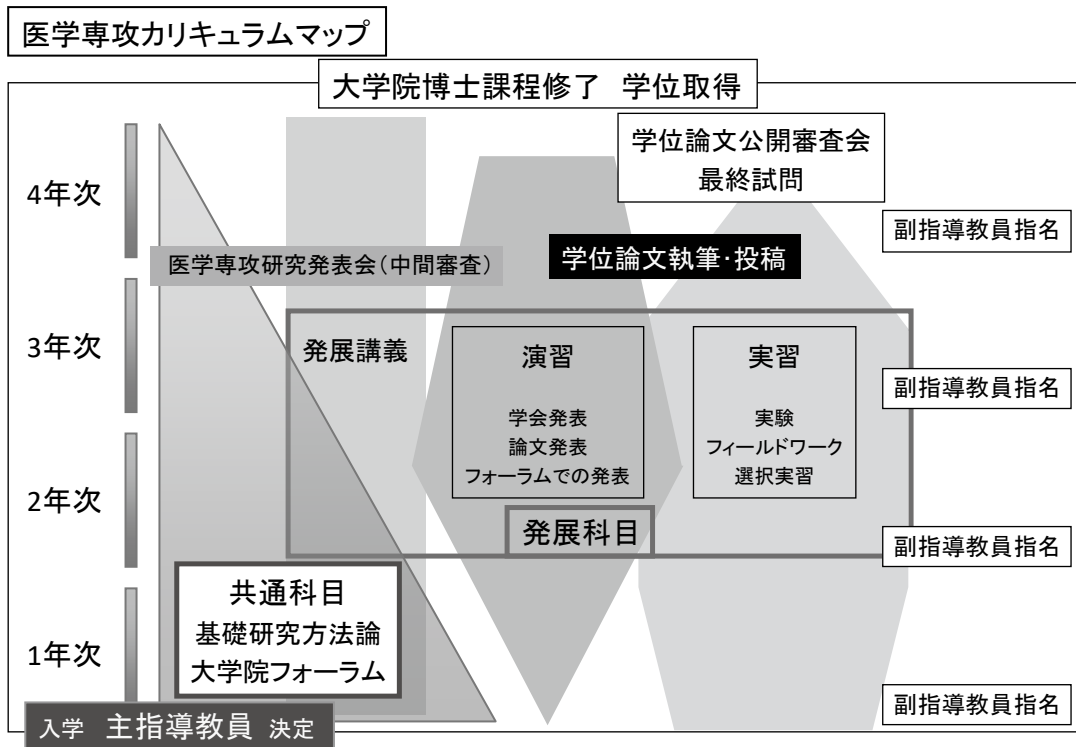 医学専攻カリキュラムマップ
大学院博士課程修了 学位取得
学位論文公開審査会
最終試問
4年次
副指導教員指名
医学専攻研究発表会(中間審査)
学位論文執筆・投稿
3年次
発展講義
演習
実習
副指導教員指名
学会発表
論文発表
フォーラムでの発表
実験
フィールドワーク
選択実習
2年次
発展科目
副指導教員指名
共通科目
基礎研究方法論
大学院フォーラム
1年次
副指導教員指名
入学 主指導教員 決定